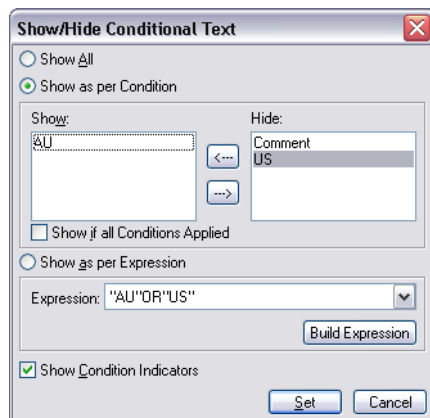 Show/Hide Conditional Text
Show All
Show as per Condition
Show: Hide:
AU Comment
US
<---
--->
Show if all Conditions Applied
Show as per Expression
Expression: "AU"OR"US"
Build Expression
Show Condition Indicators
Set Cancel